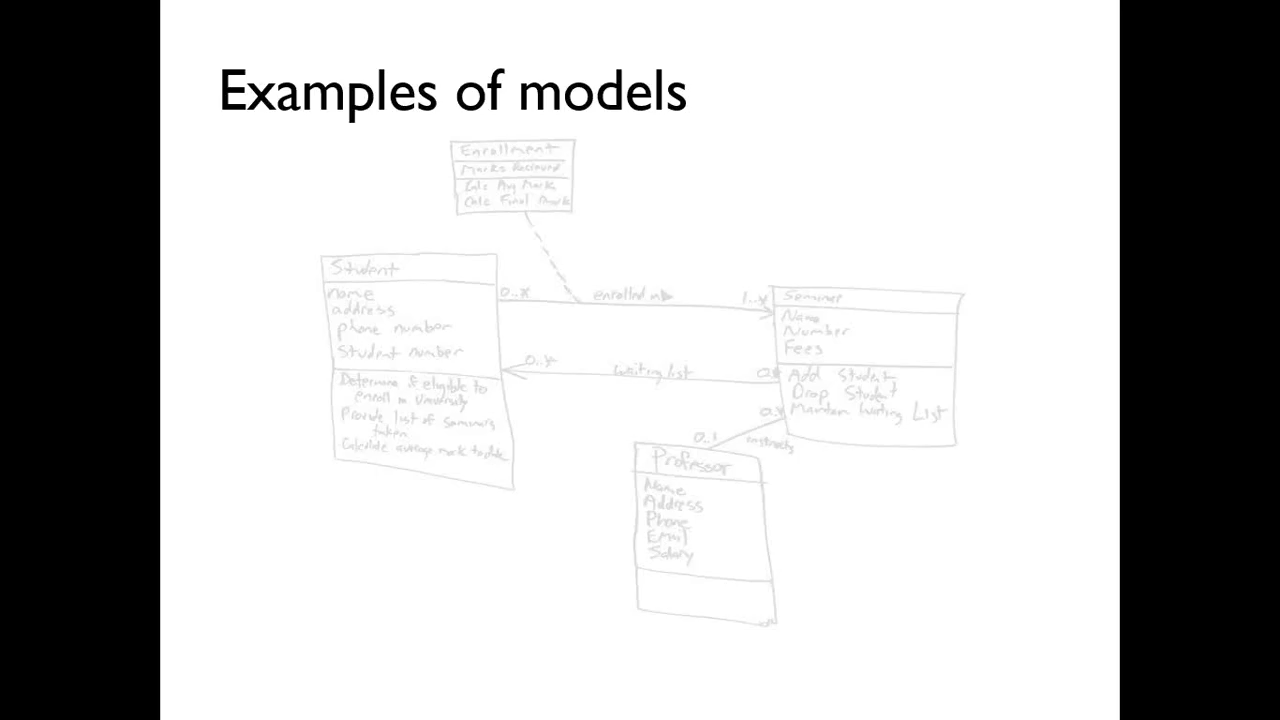 Examples of models
Enrollment
Marks Received
Calc Avg Mark
Calc Final Mark
Student
name
address
phone number
Student number
Determine if eligible to
enroll in University
Provide list of Seminars
taken
Calculate average mark to date
0..*
enrolled in
1..*
0..*
waiting list
0..*
Seminar
Name
Number
Fees
Add Student
Drop Student
Maintain Waiting List
0..*
0..1
instructs
Professor
Name
Address
Phone
Email
Salary